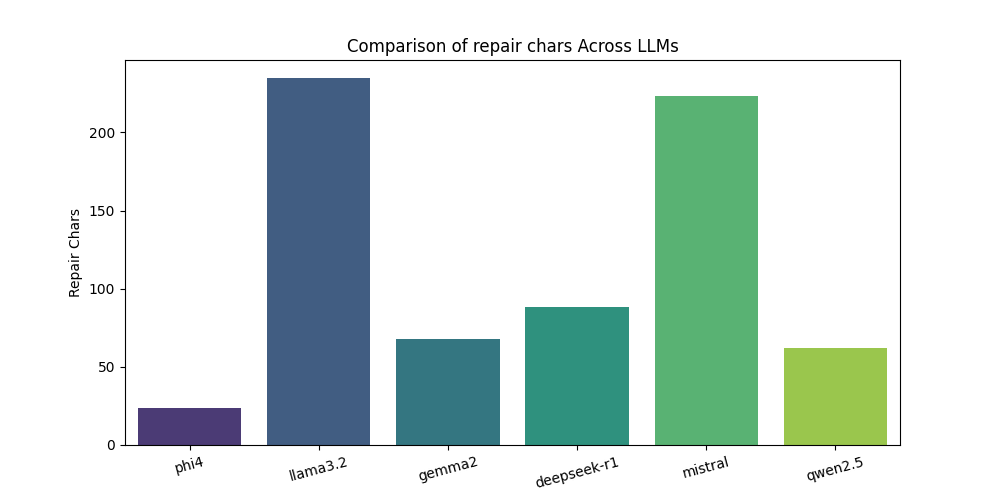 Comparison of repair chars Across LLMs
Repair Chars
200
150
100
50
0
phi4
llama3.2
gemma2
deepseek-r1
mistral
qwen2.5